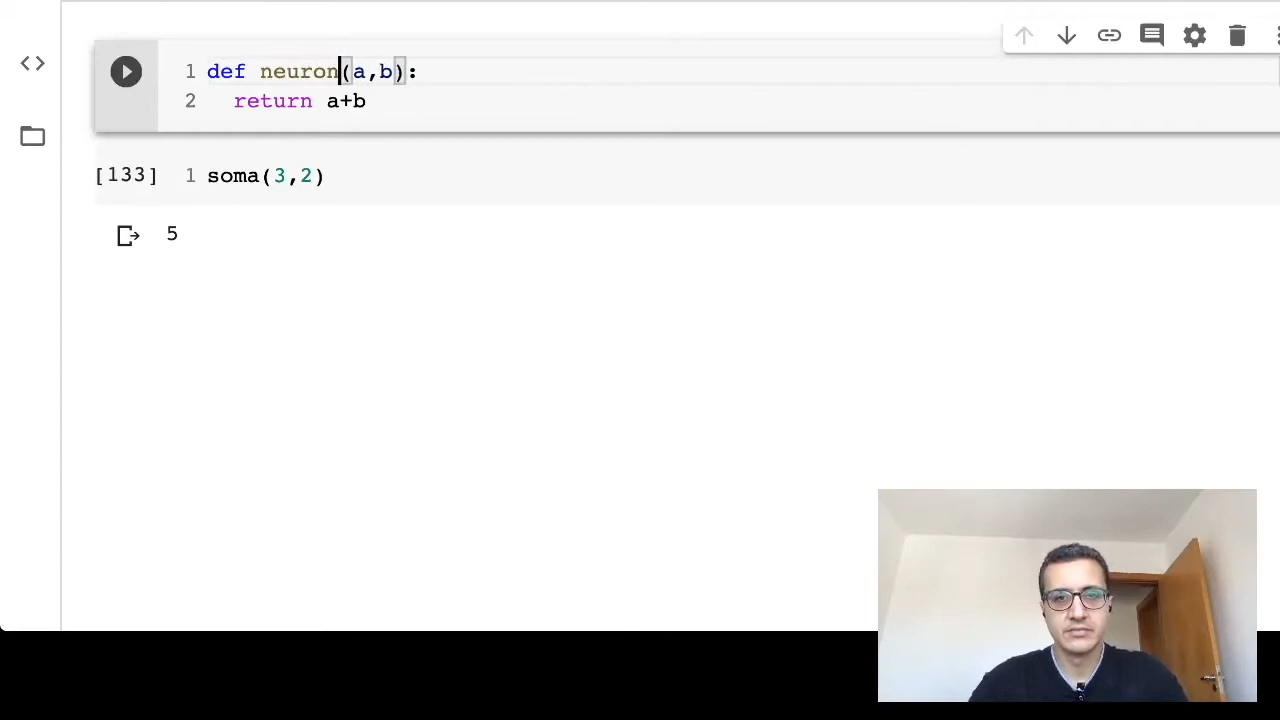 1 def neuron(a,b):
2 return a+b
[133] 1 soma(3,2)
5